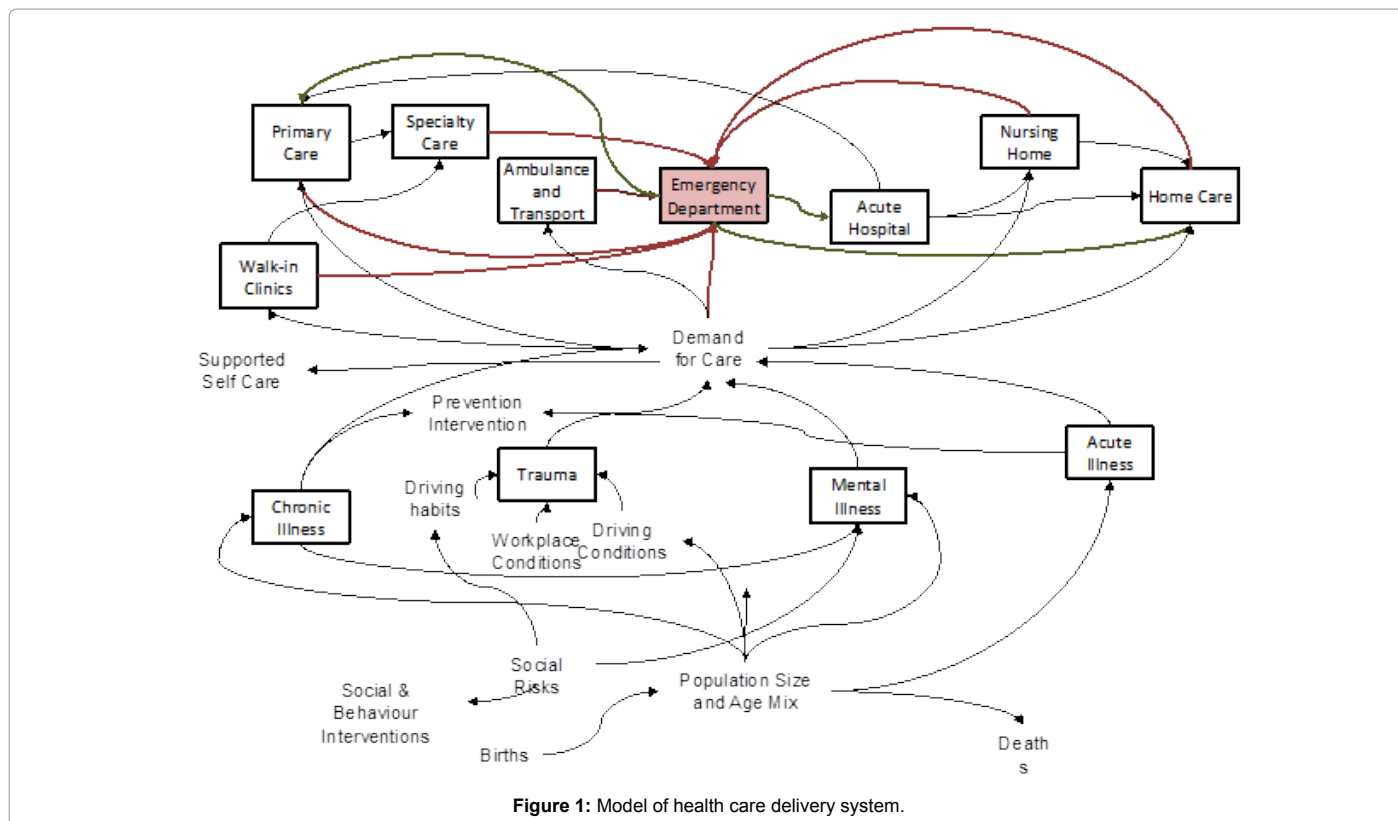 Primary
Care
Specialty
Care
Ambulance
and
Transport
Emergency
Department
Acute
Hospital
Nursing
Home
Home Care
Walk-in
Clinics
Demand
for Care
Supported
Self Care
Prevention
Intervention
Trauma
Acute
Illness
Mental
Illness
Chronic
Illness
Driving
habits
Workplace
Conditions
Driving
Conditions
Social
Risks
Population Size
and Age Mix
Social &
Behaviour
Interventions
Births
Death
s
Figure 1: Model of health care delivery system.